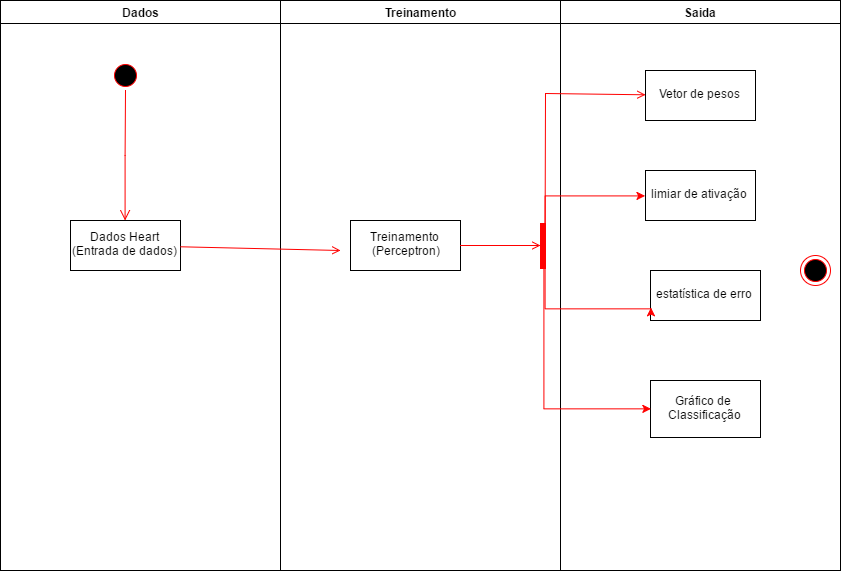 Dados
Treinamento
Saida
Dados Heart
(Entrada de dados)
Treinamento
(Perceptron)
Vetor de pesos
limiar de ativação
estatística de erro
Gráfico de
Classificação